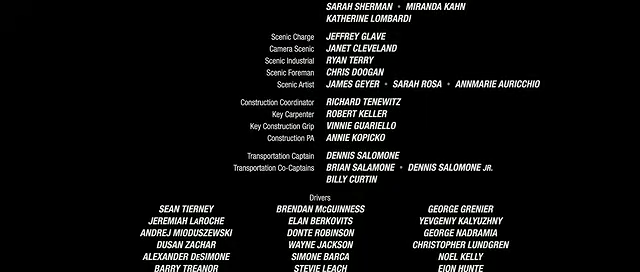 SARAH SHERMAN • MIRANDA KAHN
KATHERINE LOMBARDI
Scenic Charge JEFFREY GLAVE
Camera Scenic JANET CLEVELAND
Scenic Industrial RYAN TERRY
Scenic Foreman CHRIS DOOGAN
Scenic Artist JAMES GEYER • SARAH ROSA • ANNMARIE AURICCHIO
Construction Coordinator RICHARD TENEWITZ
Key Carpenter ROBERT KELLER
Key Construction Grip VINNIE GUARIELLO
Construction PA ANNIE KOPICKO
Transportation Captain DENNIS SALOMONE
Transportation Co-Captains BRIAN SALAMONE • DENNIS SALOMONE JR.
BILLY CURTIN
Drivers
SEAN TIERNEY BRENDAN McGUINNESS GEORGE GRENIER
JEREMIAH LaROCHE ELAN BERKOVITS YEVGENIY KALYUZHNY
ANDREJ MIODUSZEWSKI DONTE ROBINSON GEORGE NADRAMIA
DUSAN ZACHAR WAYNE JACKSON CHRISTOPHER LUNDGREN
ALEXANDER DeSIMONE SIMONE BARCA NOEL KELLY
BARRY TREANOR STEVIE LEACH EION HUNTE